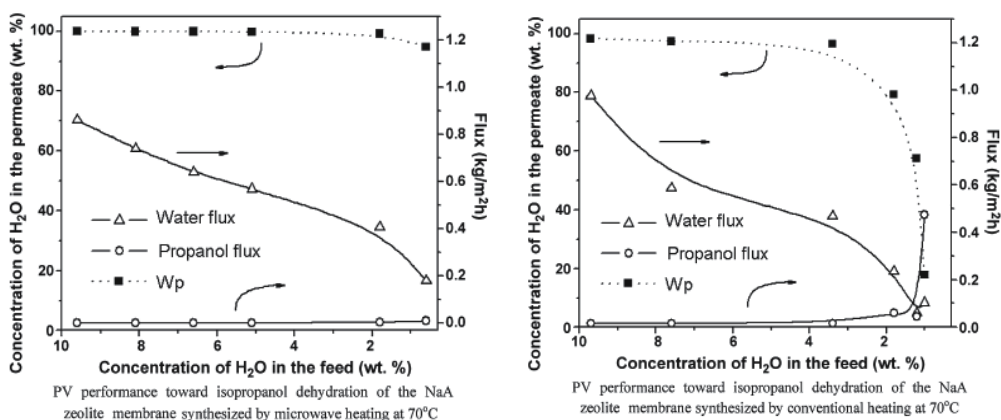 Concentration of H2O in the permeate (wt. %)
100
80
60
40
20
0
1.2
1.0
0.8
0.6
0.4
0.2
0.0
Flux (kg/m²h)
Water flux
Propanol flux
Wp
10 8 6 4 2
Concentration of H2O in the feed (wt. %)
PV performance toward isopropanol dehydration of the NaA
zeolite membrane synthesized by microwave heating at 70°C
Concentration of H2O in the permeate (wt. %)
100
80
60
40
20
0
1.2
1.0
0.8
0.6
0.4
0.2
0.0
Flux (kg/m²h)
Water flux
Propanol flux
Wp
10 8 6 4 2
Concentration of H2O in the feed (wt. %)
PV performance toward isopropanol dehydration of the NaA
zeolite membrane synthesized by conventional heating at 70°C